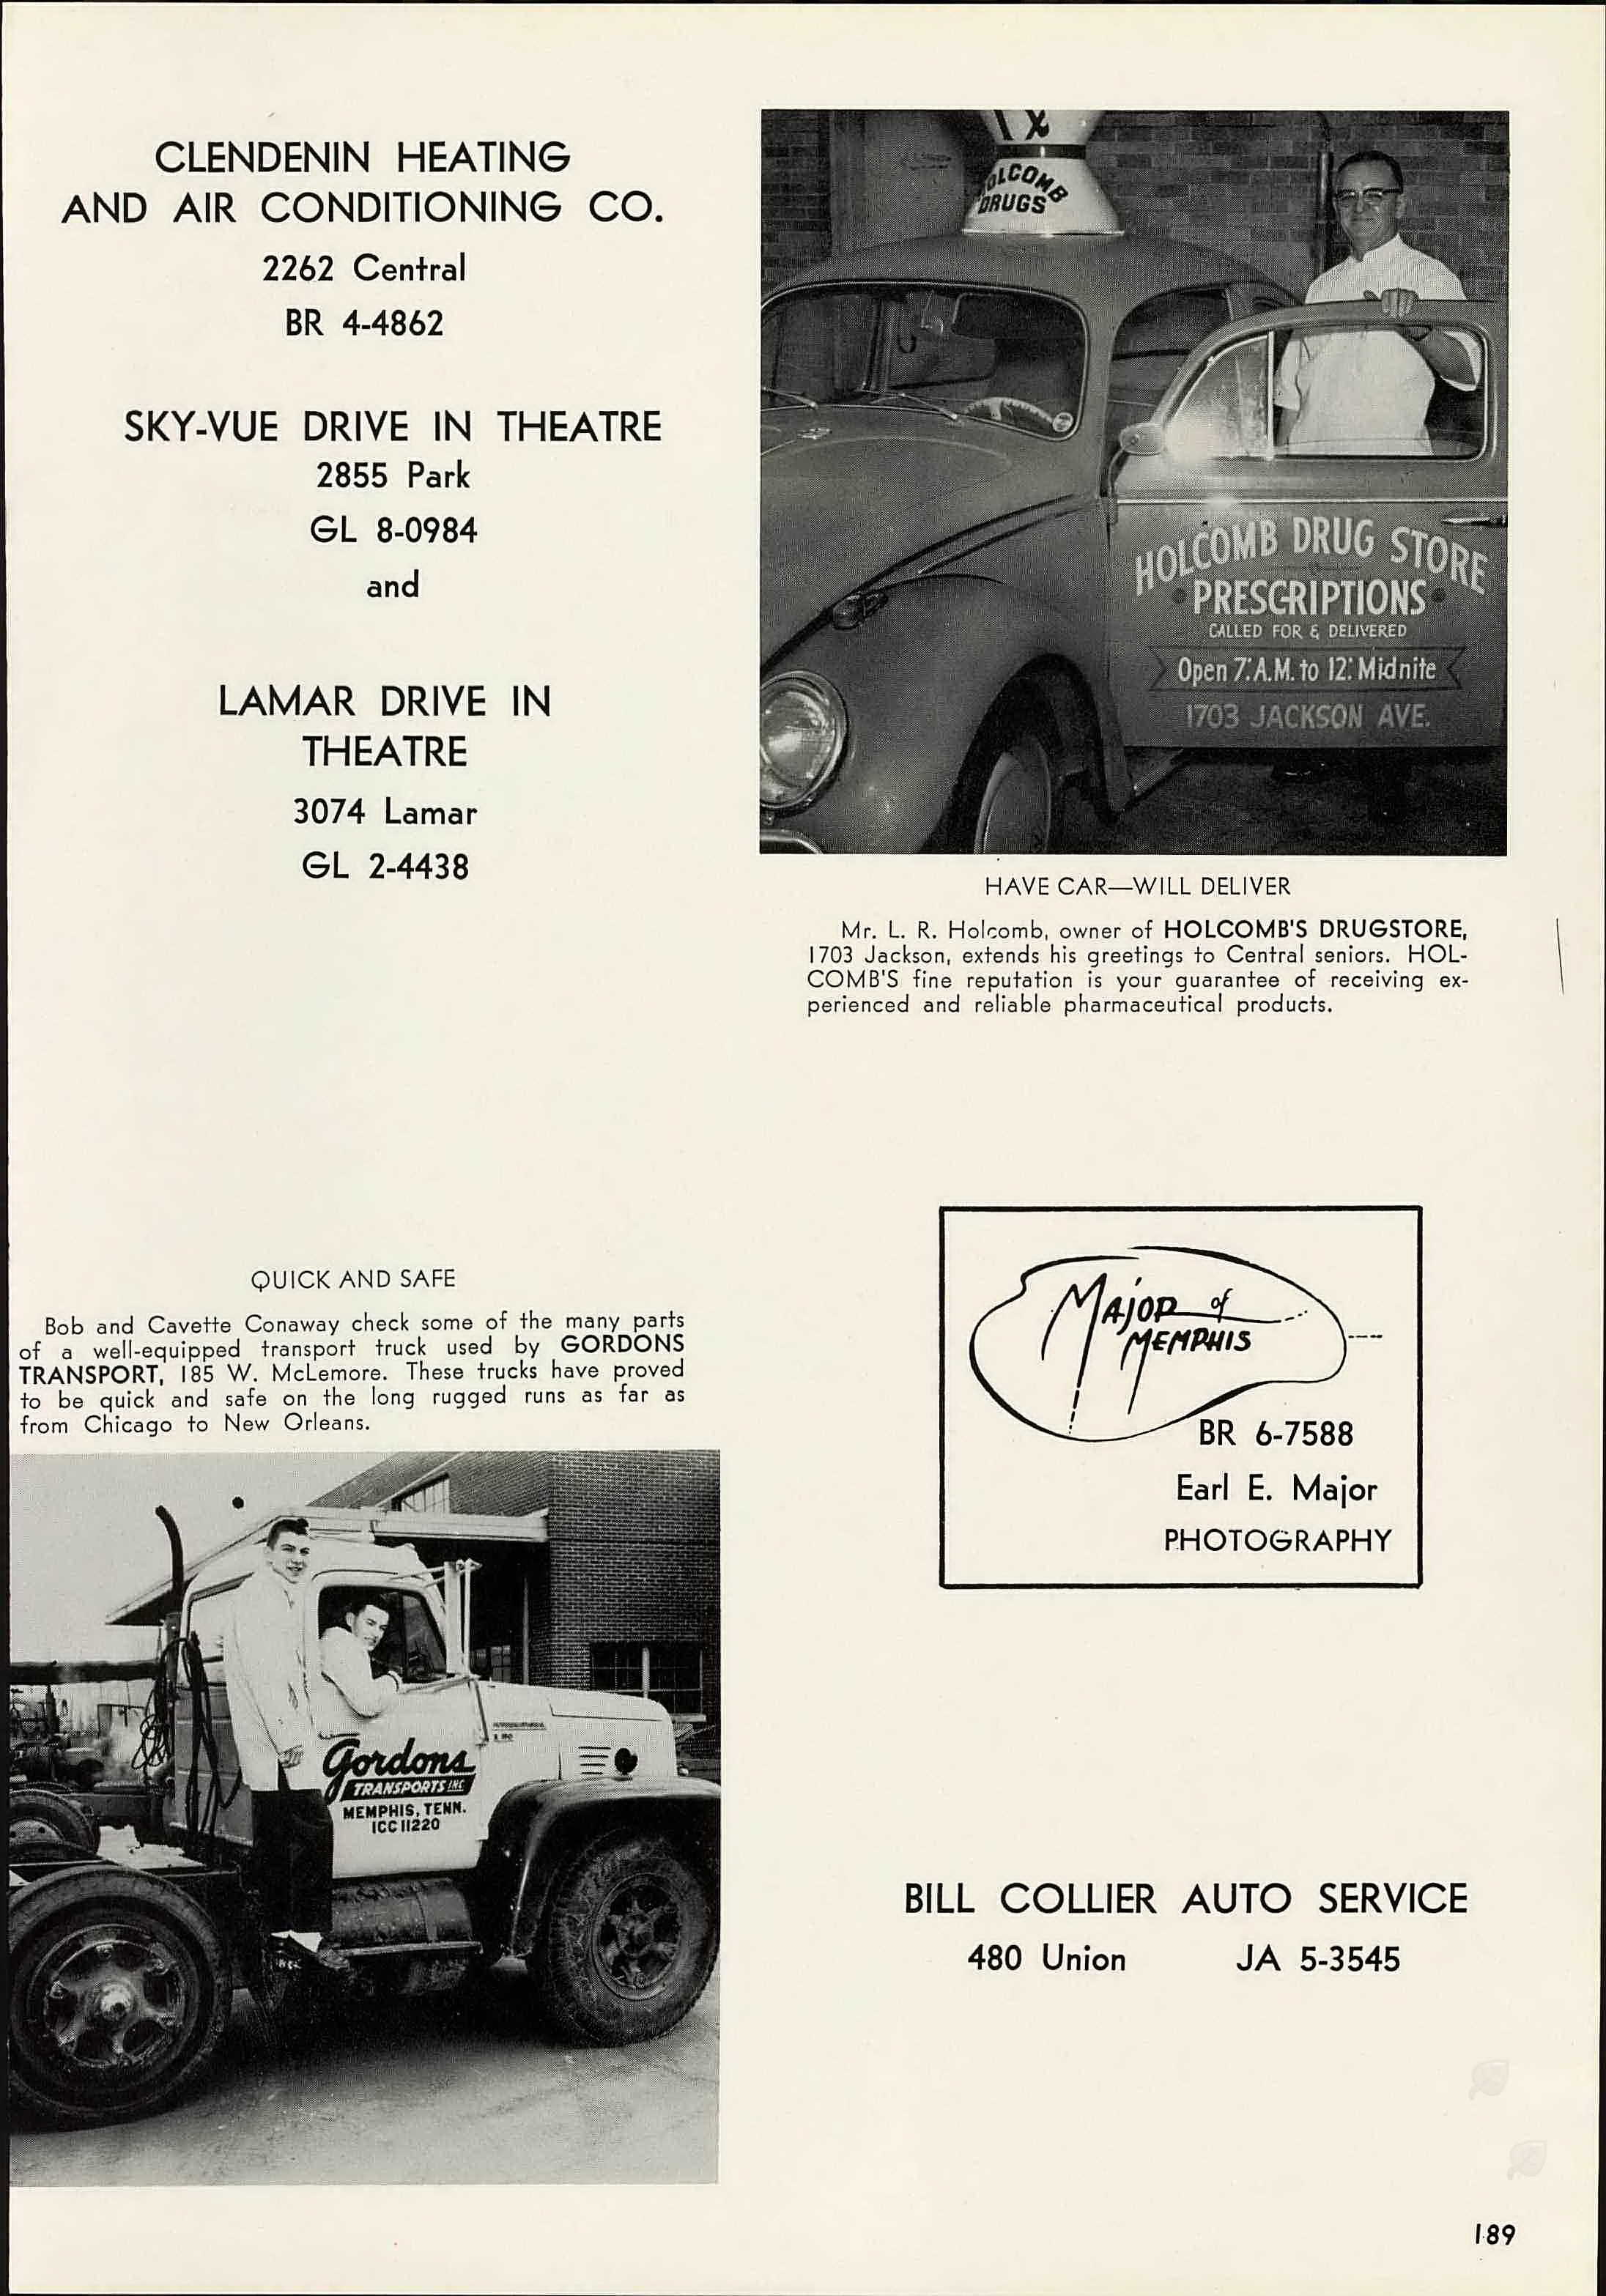 CLENDENIN HEATING
AND AIR CONDITIONING CO.
2262 Central
BR 4-4862
SKY-VUE DRIVE IN THEATRE
2855 Park
GL 8-0984
and
LAMAR DRIVE IN
THEATRE
3074 Lamar
GL 2-4438
HOLCOMB
DRUGS
HOLCOMB DRUG STORE
PRESCRIPTIONS
CALLED FOR & DELIVERED
Open 7:A.M. to 12: Midnite
1703 JACKSON AVE.
HAVE CAR—WILL DELIVER
Mr. L. R. Holcomb, owner of HOLCOMB'S DRUGSTORE,
1703 Jackson, extends his greetings to Central seniors. HOL-
COMB'S fine reputation is your guarantee of receiving ex-
perienced and reliable pharmaceutical products.
QUICK AND SAFE
Bob and Cavette Conaway check some of the many parts
of a well-equipped transport truck used by GORDONS
TRANSPORT, 185 W. McLemore. These trucks have proved
to be quick and safe on the long rugged runs as far as
from Chicago to New Orleans.
Gordons
TRANSPORTS INC
MEMPHIS, TENN.
ICC 11220
MAJOR of
MEMPHIS
BR 6-7588
Earl E. Major
PHOTOGRAPHY
BILL COLLIER AUTO SERVICE
480 Union JA 5-3545
189